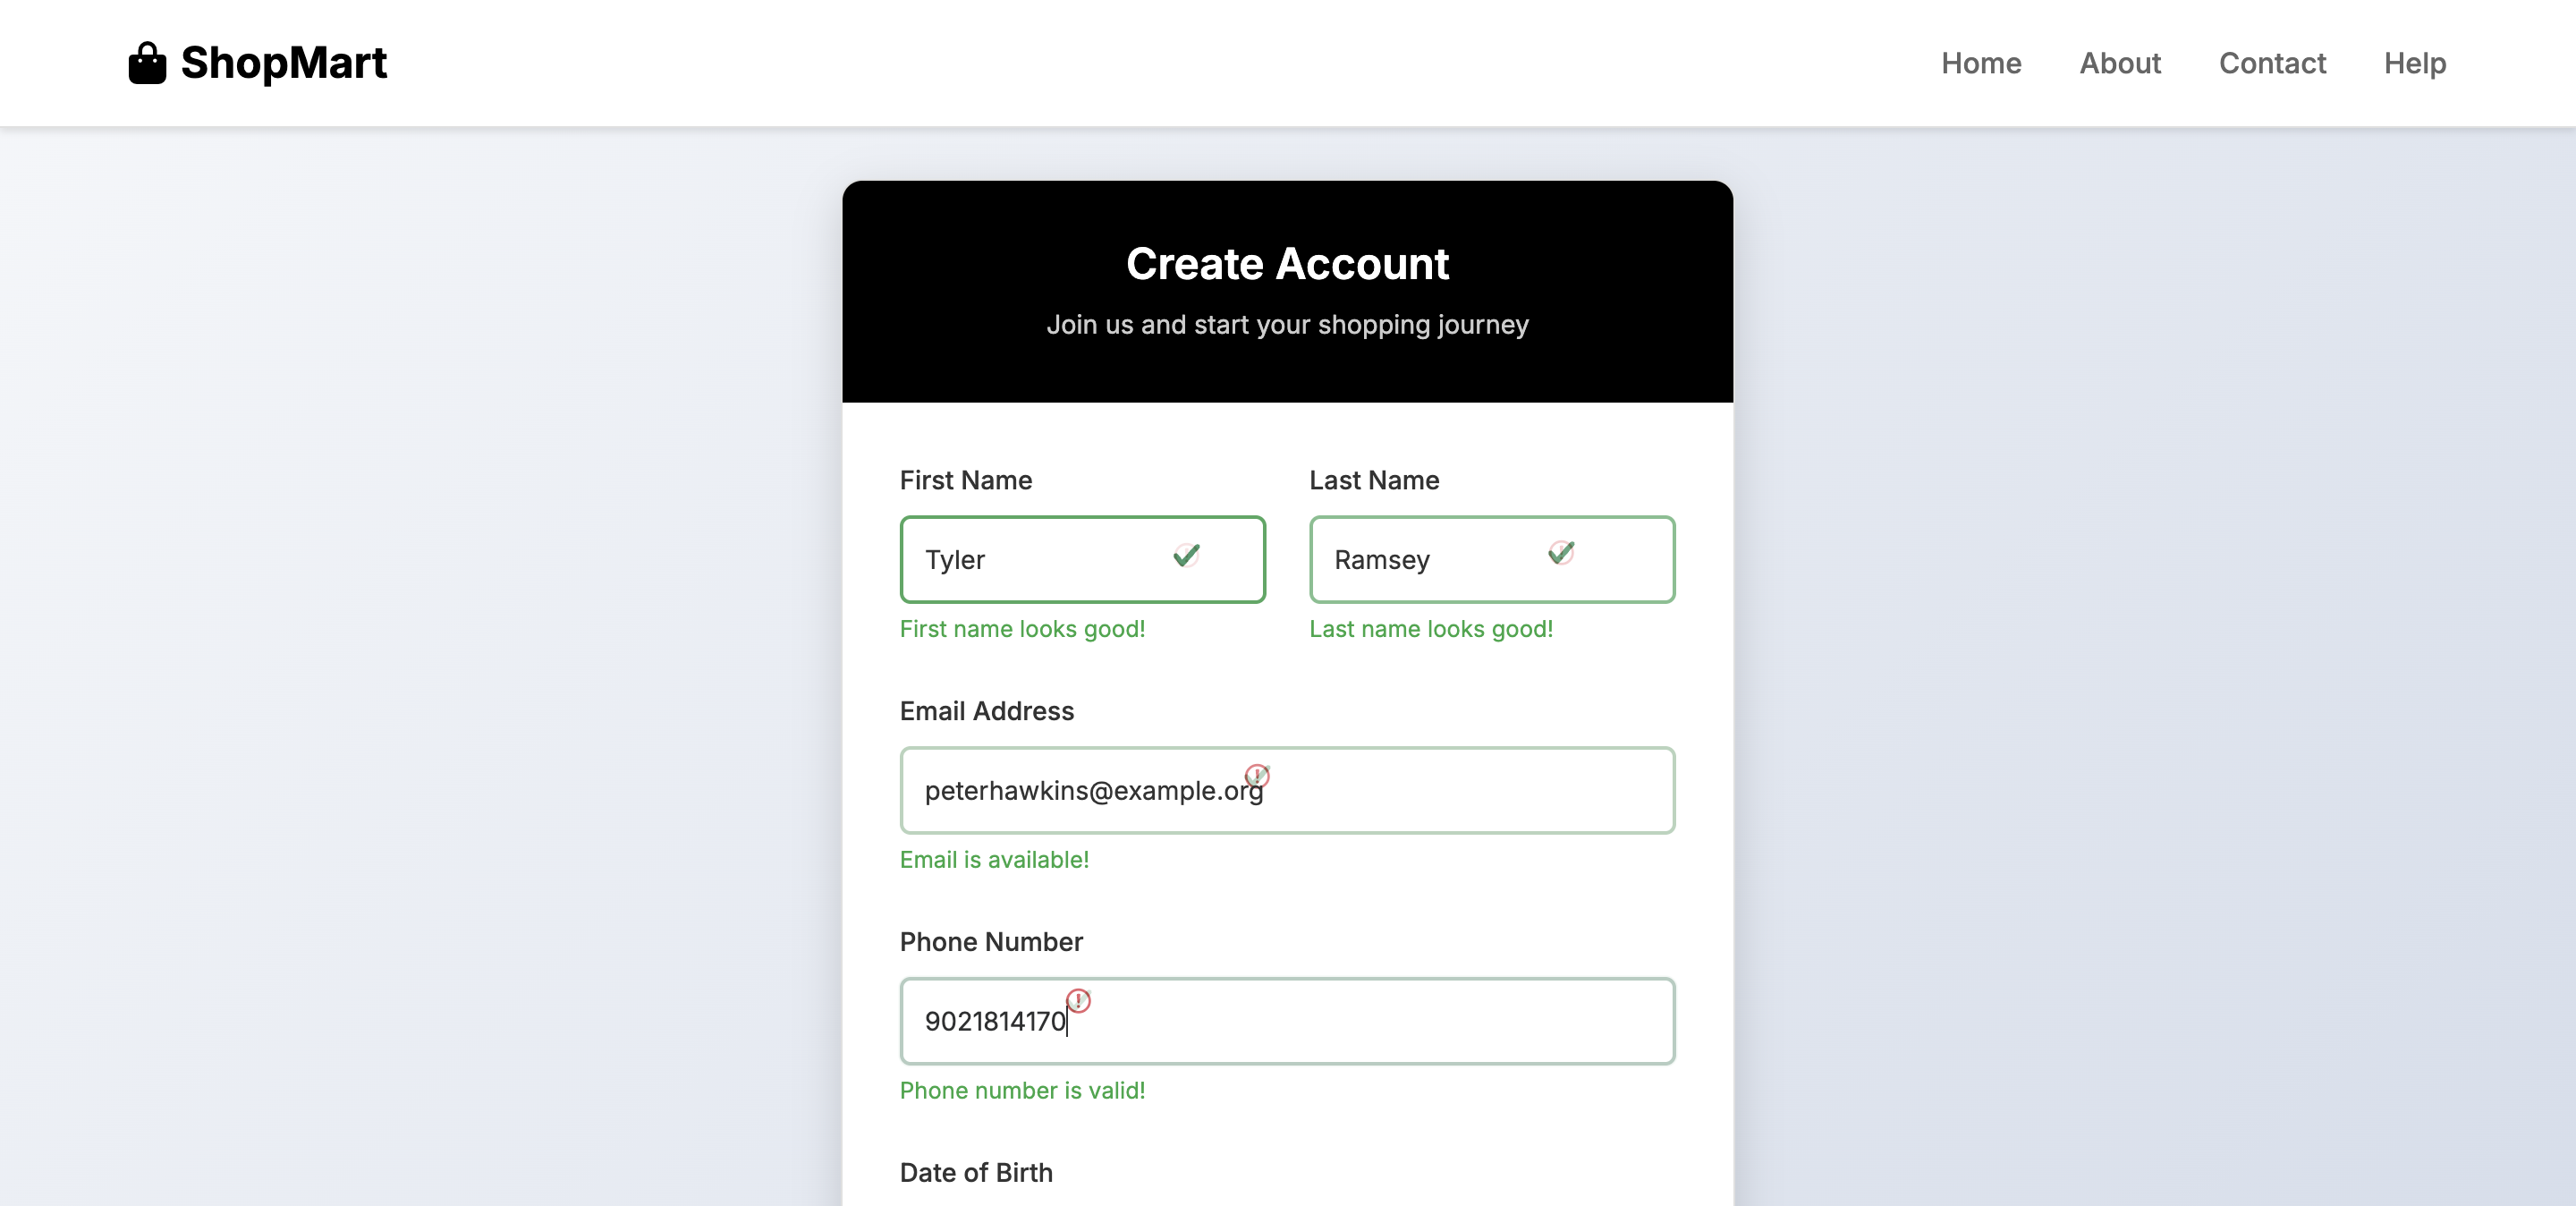 ShopMart
Home About Contact Help
Create Account
Join us and start your shopping journey
First Name Last Name
Tyler Ramsey
First name looks good! Last name looks good!
Email Address
peterhawkins@example.org
Email is available!
Phone Number
9021814170
Phone number is valid!
Date of Birth